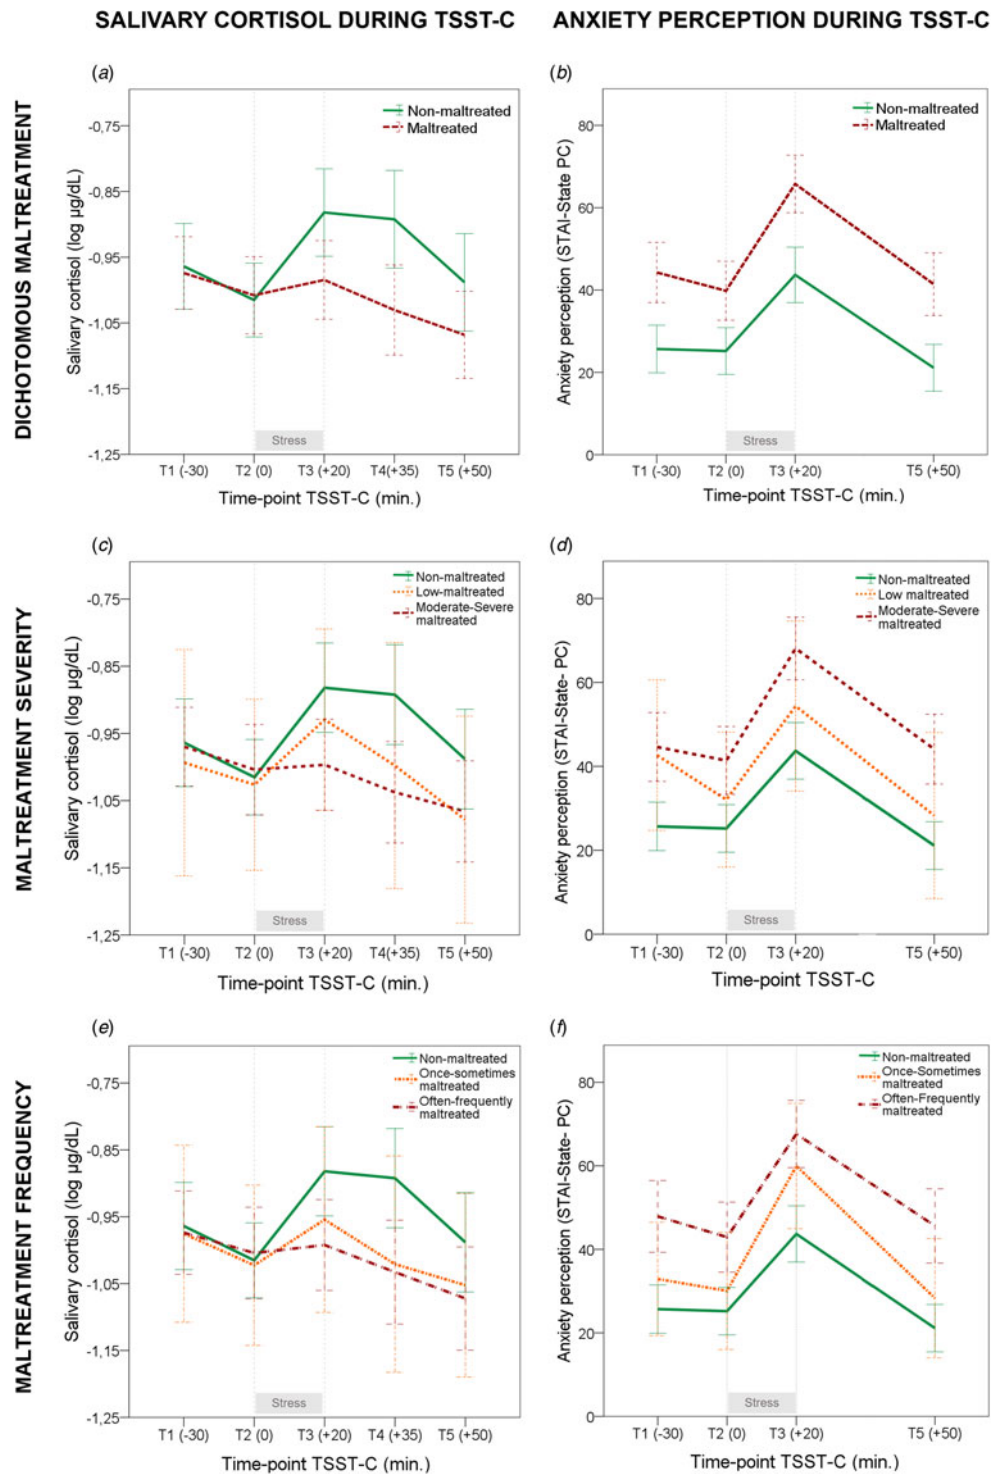 SALIVARY CORTISOL DURING TSST-C
ANXIETY PERCEPTION DURING TSST-C
DICHOTOMOUS MALTREATMENT
(a)
Non-maltreated
Maltreated
Salivary cortisol (log µg/dL)
-0,75
-0,85
-0,95
-1,05
-1,15
-1,25
Stress
T1 (-30) T2 (0) T3 (+20) T4(+35) T5 (+50)
Time-point TSST-C (min.)
(b)
Non-maltreated
Maltreated
Anxiety perception (STAI-State PC)
80
60
40
20
0
Stress
T1 (-30) T2 (0) T3 (+20) T5 (+50)
Time-point TSST-C (min.)
MALTREATMENT SEVERITY
(c)
Non-maltreated
Low-maltreated
Moderate-Severe
maltreated
Salivary cortisol (log µg/dL)
-0,75
-0,85
-0,95
-1,05
-1,15
-1,25
Stress
T1 (-30) T2 (0) T3 (+20) T4 (+35) T5 (+50)
Time-point TSST-C (min.)
(d)
Non-maltreated
Low maltreated
Moderate-Severe
maltreated
Anxiety perception (STAI-State- PC)
80
60
40
20
0
Stress
T1 (-30) T2 (0) T3 (+20) T5 (+50)
Time-point TSST-C
MALTREATMENT FREQUENCY
(e)
Non-maltreated
Once-sometimes
maltreated
Often-frequently
maltreated
Salivary cortisol (log µg/dL)
-0,75
-0,85
-0,95
-1,05
-1,15
-1,25
Stress
T1 (-30) T2 (0) T3 (+20) T4 (+35) T5 (+50)
Time-point TSST-C (min.)
(f)
Non-maltreated
Once-Sometimes
maltreated
Often-Frequently
maltreated
Anxiety perception (STAI-State- PC)
80
60
40
20
0
Stress
T1 (-30) T2 (0) T3 (+20) T5 (+50)
Time-point TSST-C (min.)